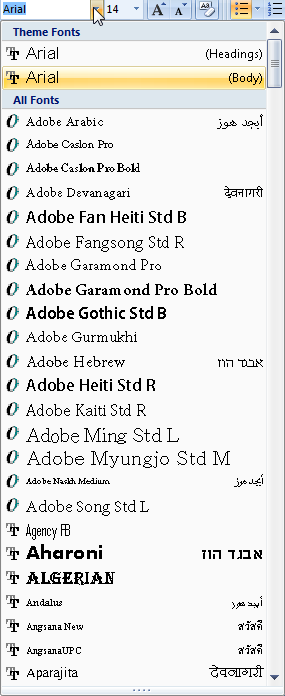 Arial 14
Theme Fonts
Arial (Headings)
Arial (Body)
All Fonts
Adobe Arabic أبجد هوز
Adobe Caslon Pro
Adobe Caslon Pro Bold
Adobe Devanagari देवनागरी
Adobe Fan Heiti Std B
Adobe Fangsong Std R
Adobe Garamond Pro
Adobe Garamond Pro Bold
Adobe Gothic Std B
Adobe Gurmukhi
Adobe Hebrew אבגד הוז
Adobe Heiti Std R
Adobe Kaiti Std R
Adobe Ming Std L
Adobe Myungjo Std M
Adobe Naskh Medium أبجد هوز
Adobe Song Std L
Agency FB
Aharoni אבגד הוז
ALGERIAN
Andalus أبجد هوز
Angsana New สวัสดี
AngsanaUPC สวัสดี
Aparajita देवनागरी